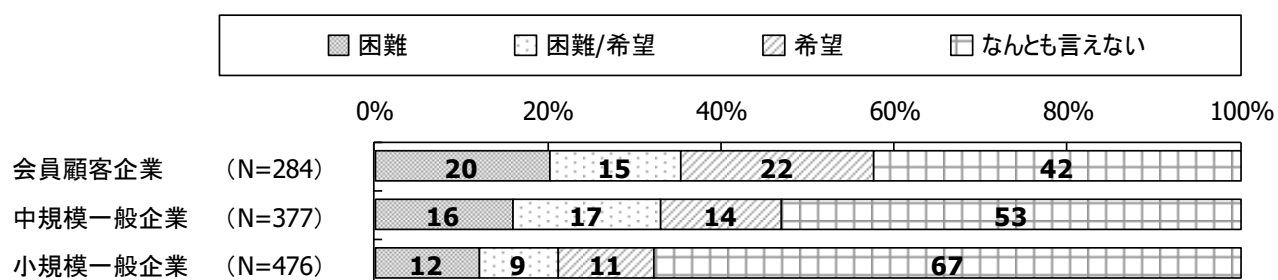 困難 困難/希望 希望 なんとも言えない
0% 20% 40% 60% 80% 100%
会員顧客企業 (N=284) 20 15 22 42
中規模一般企業 (N=377) 16 17 14 53
小規模一般企業 (N=476) 12 9 11 67